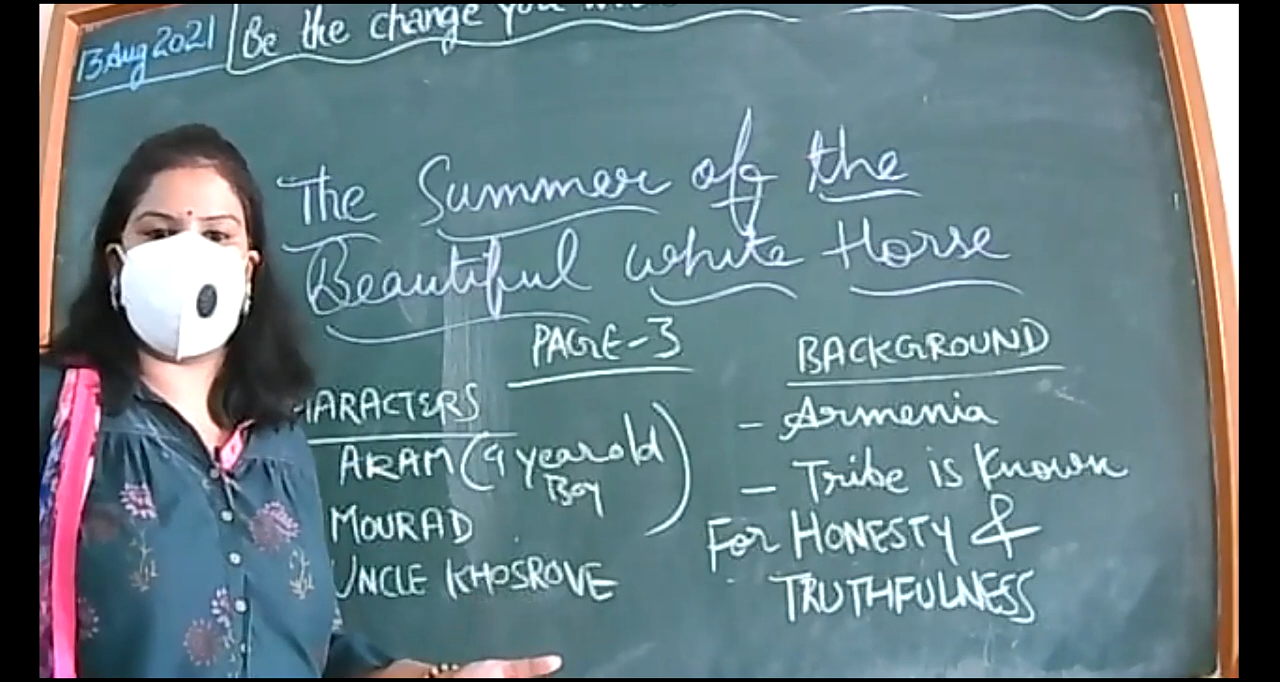 13 Aug 2021
Be the change you
The Summer of the
Beautiful white Horse
PAGE-3
CHARACTERS
ARAM (9 year old
Boy)
MOURAD
UNCLE KHOSROVE
BACKGROUND
- Armenia
- Tribe is known
For HONESTY &
TRUTHFULNESS